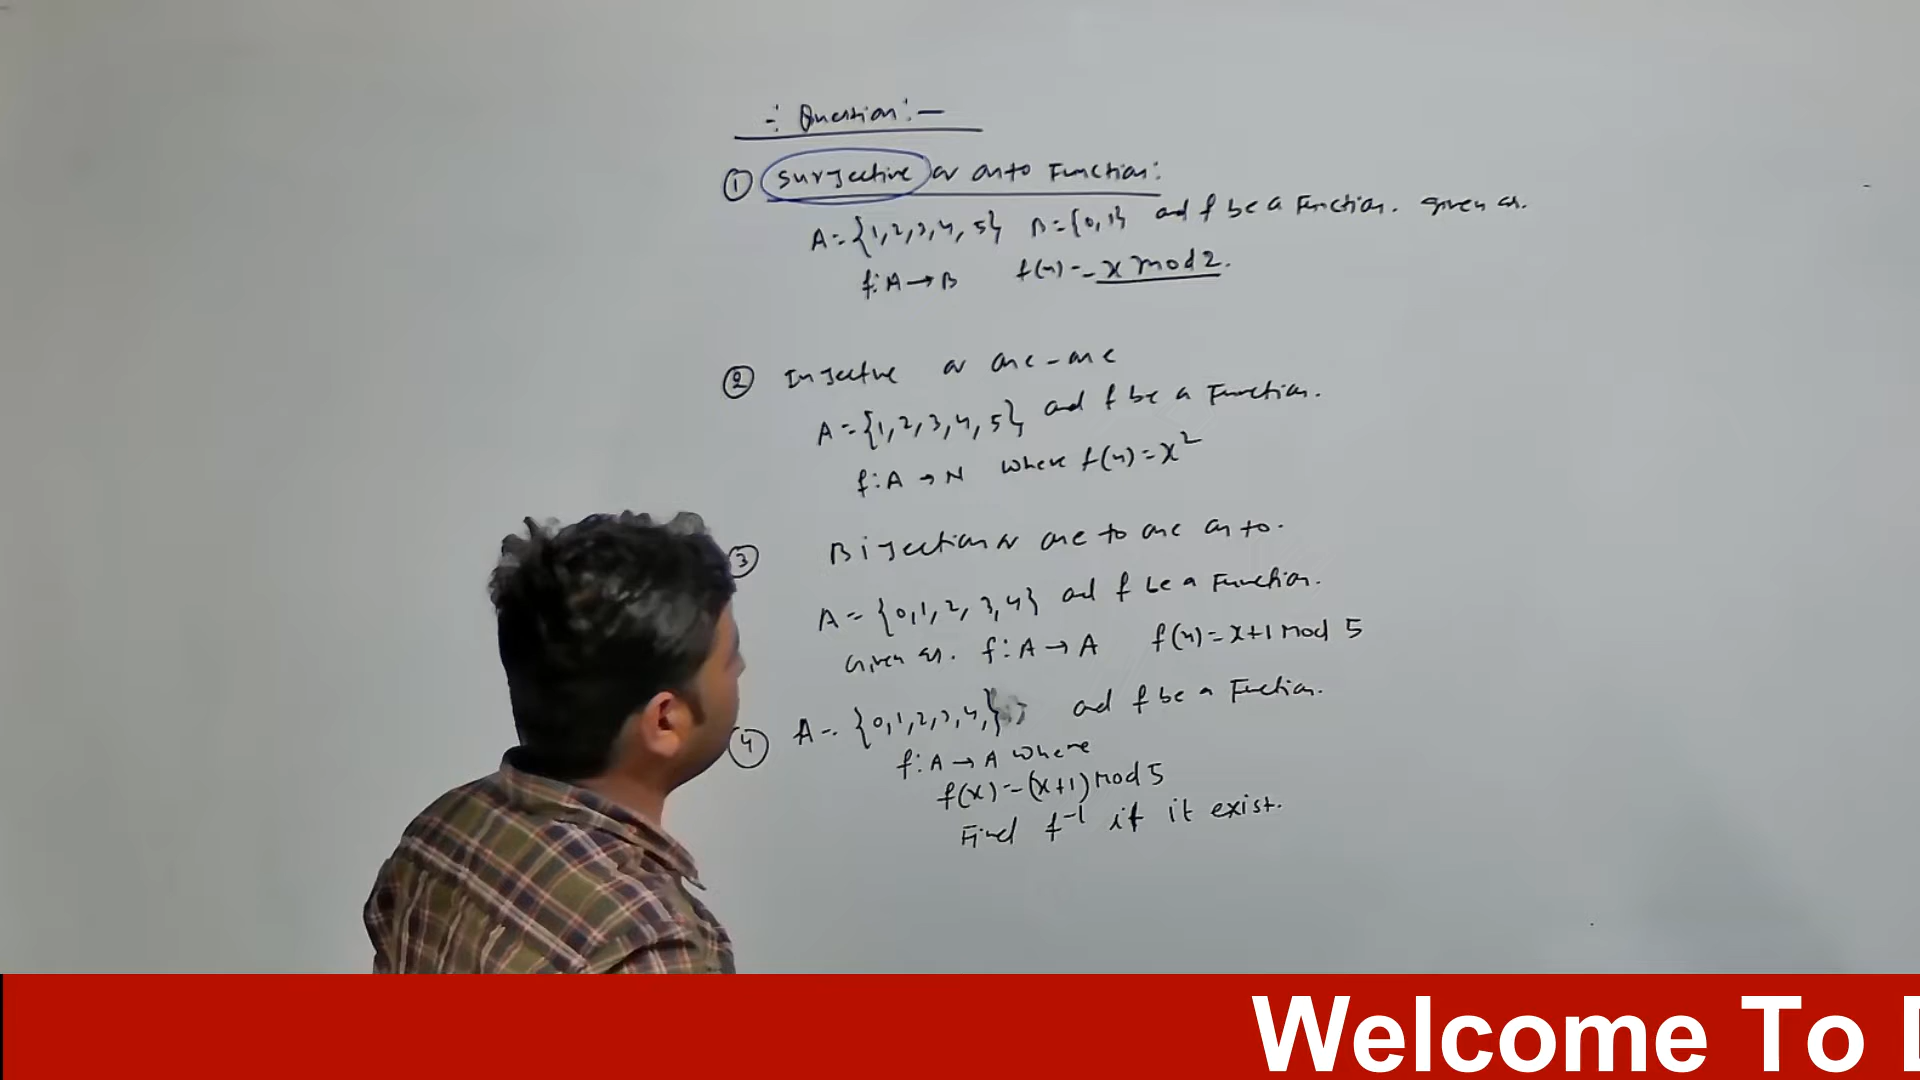 -: Question :-
① Surjective or onto Function:
A = {1,2,3,4,5} B = {0,1} and f be a Function. given as.
f: A → B f(x) = x mod 2.
② Injective or one-one
A = {1,2,3,4,5} and f be a Function.
f: A → N where f(x) = x²
③ Bijection or one to one onto.
A = {0,1,2,3,4} and f be a Function.
Given as. f: A → A f(x) = x+1 Mod 5
④ A = {0,1,2,3,4,} and f be a Fuction.
f: A → A where
f(x) = (x+1) Mod 5
Find f⁻¹ if it exist.
Welcome To